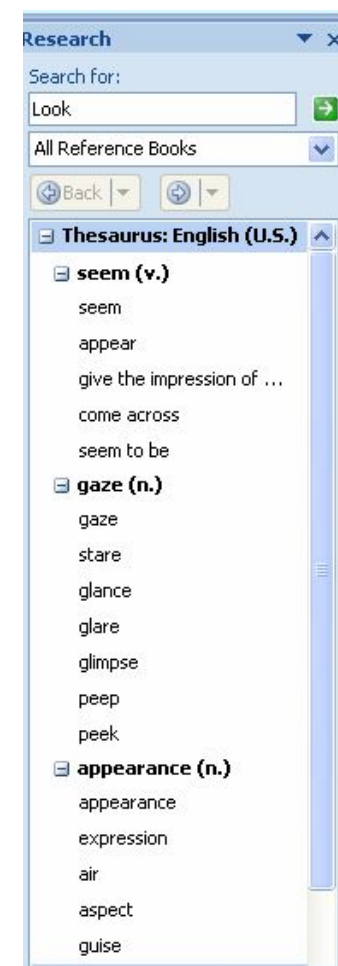 Research
Search for:
Look
All Reference Books
Back
Thesaurus: English (U.S.)
seem (v.)
seem
appear
give the impression of ...
come across
seem to be
gaze (n.)
gaze
stare
glance
glare
glimpse
peep
peek
appearance (n.)
appearance
expression
air
aspect
guise